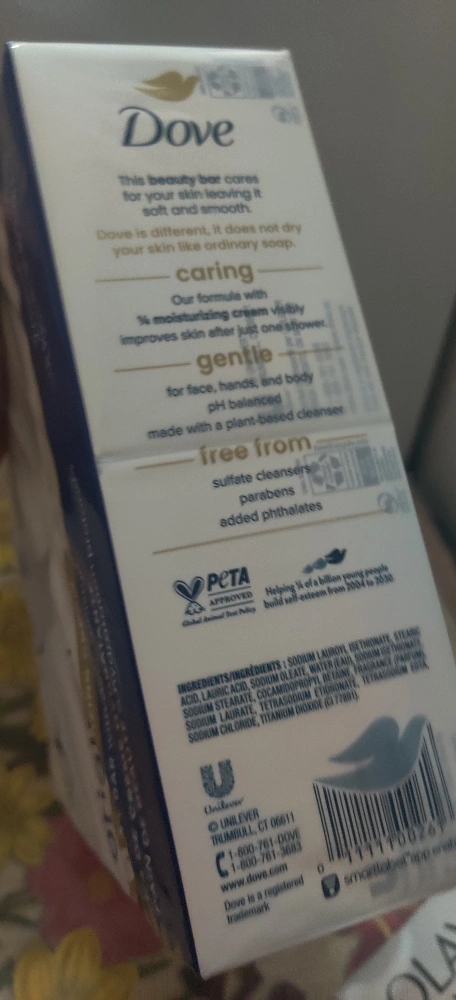 Dove
This beauty bar cares
for your skin leaving it
soft and smooth.
Dove is different, it does not dry
your skin like ordinary soap.
caring
Our formula with
¼ moisturizing cream visibly
improves skin after just one shower.
gentle
for face, hands, and body
pH balanced
made with a plant-based cleanser
free from
sulfate cleansers
parabens
added phthalates
PETA
APPROVED
Global Animal Test Policy
Helping ¼ of a billion young people
build self-esteem from 2004 to 2030
INGREDIENTS/INGRÉDIENTS: SODIUM LAUROYL ISETHIONATE, STEARIC
ACID, LAURIC ACID, SODIUM OLEATE, WATER (EAU), SODIUM ISETHIONATE,
SODIUM STEARATE, COCAMIDOPROPYL BETAINE, FRAGRANCE
SODIUM LAURATE, TETRASODIUM ETIDRONATE, TETRASODIUM EDTA,
SODIUM CHLORIDE, TITANIUM DIOXIDE (CI 77891).
Unilever
© UNILEVER
TRUMBULL, CT 06611
1-800-761-DOVE
1-800-761-3683
www.dove.com
Dove is a registered
trademark
0 11111 00261
smartlabel app
OLA